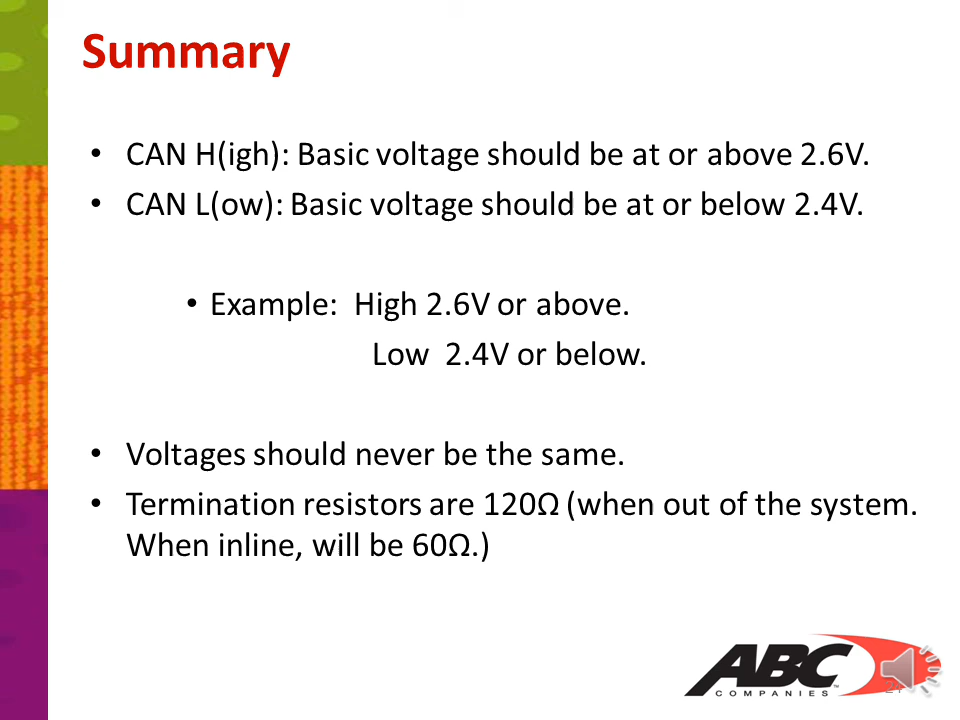 Summary
• CAN H(igh): Basic voltage should be at or above 2.6V.
• CAN L(ow): Basic voltage should be at or below 2.4V.
• Example: High 2.6V or above.
Low 2.4V or below.
• Voltages should never be the same.
• Termination resistors are 120Ω (when out of the system.
When inline, will be 60Ω.)
ABC
COMPANIES™